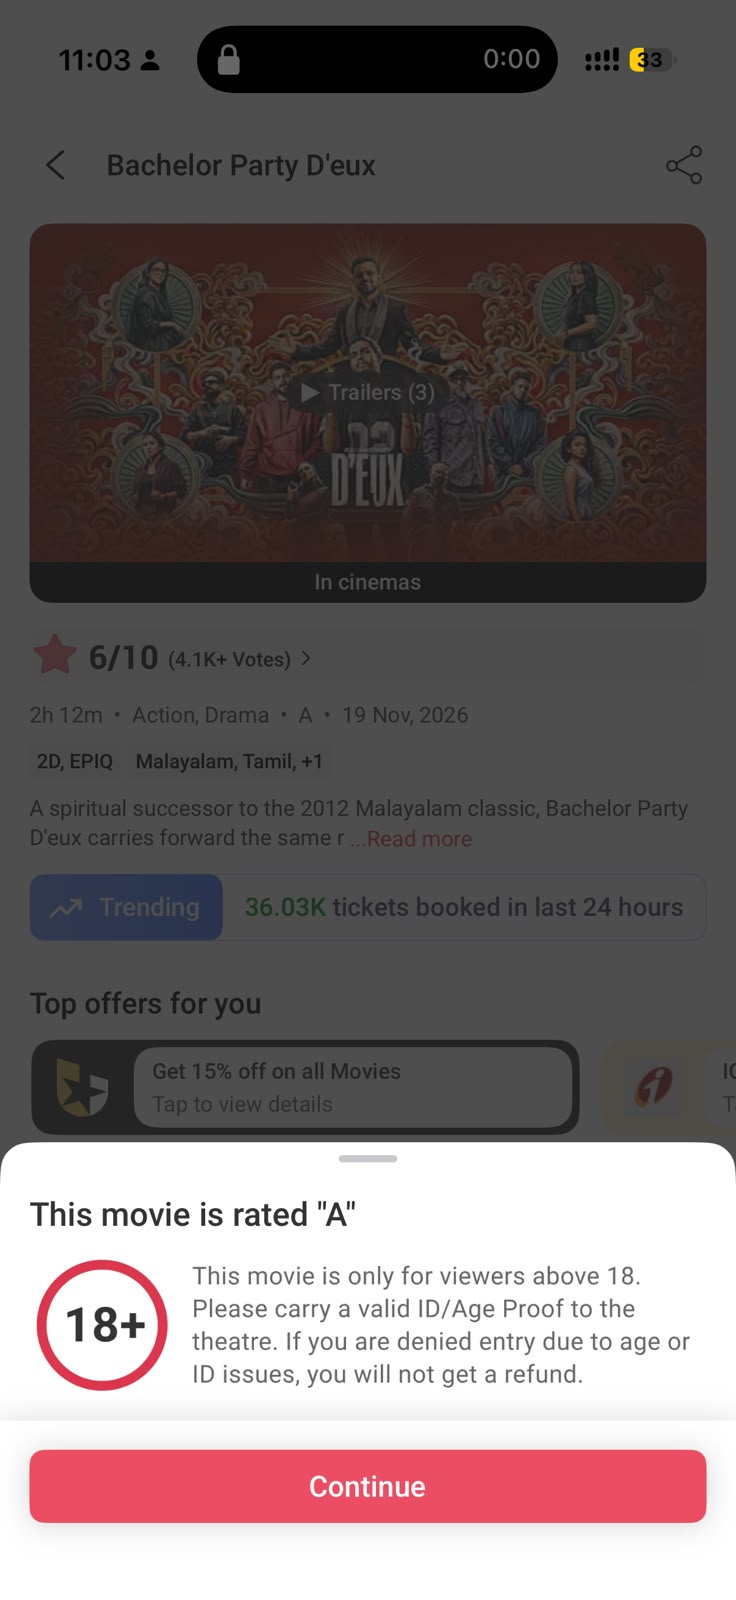 11:03
0:00
33
Bachelor Party D'eux
Trailers (3)
D'EUX
In cinemas
6/10 (4.1K+ Votes) >
2h 12m • Action, Drama • A • 19 Nov, 2026
2D, EPIQ Malayalam, Tamil, +1
A spiritual successor to the 2012 Malayalam classic, Bachelor Party
D'eux carries forward the same r ...Read more
Trending 36.03K tickets booked in last 24 hours
Top offers for you
Get 15% off on all Movies
Tap to view details
This movie is rated "A"
18+
This movie is only for viewers above 18.
Please carry a valid ID/Age Proof to the
theatre. If you are denied entry due to age or
ID issues, you will not get a refund.
Continue